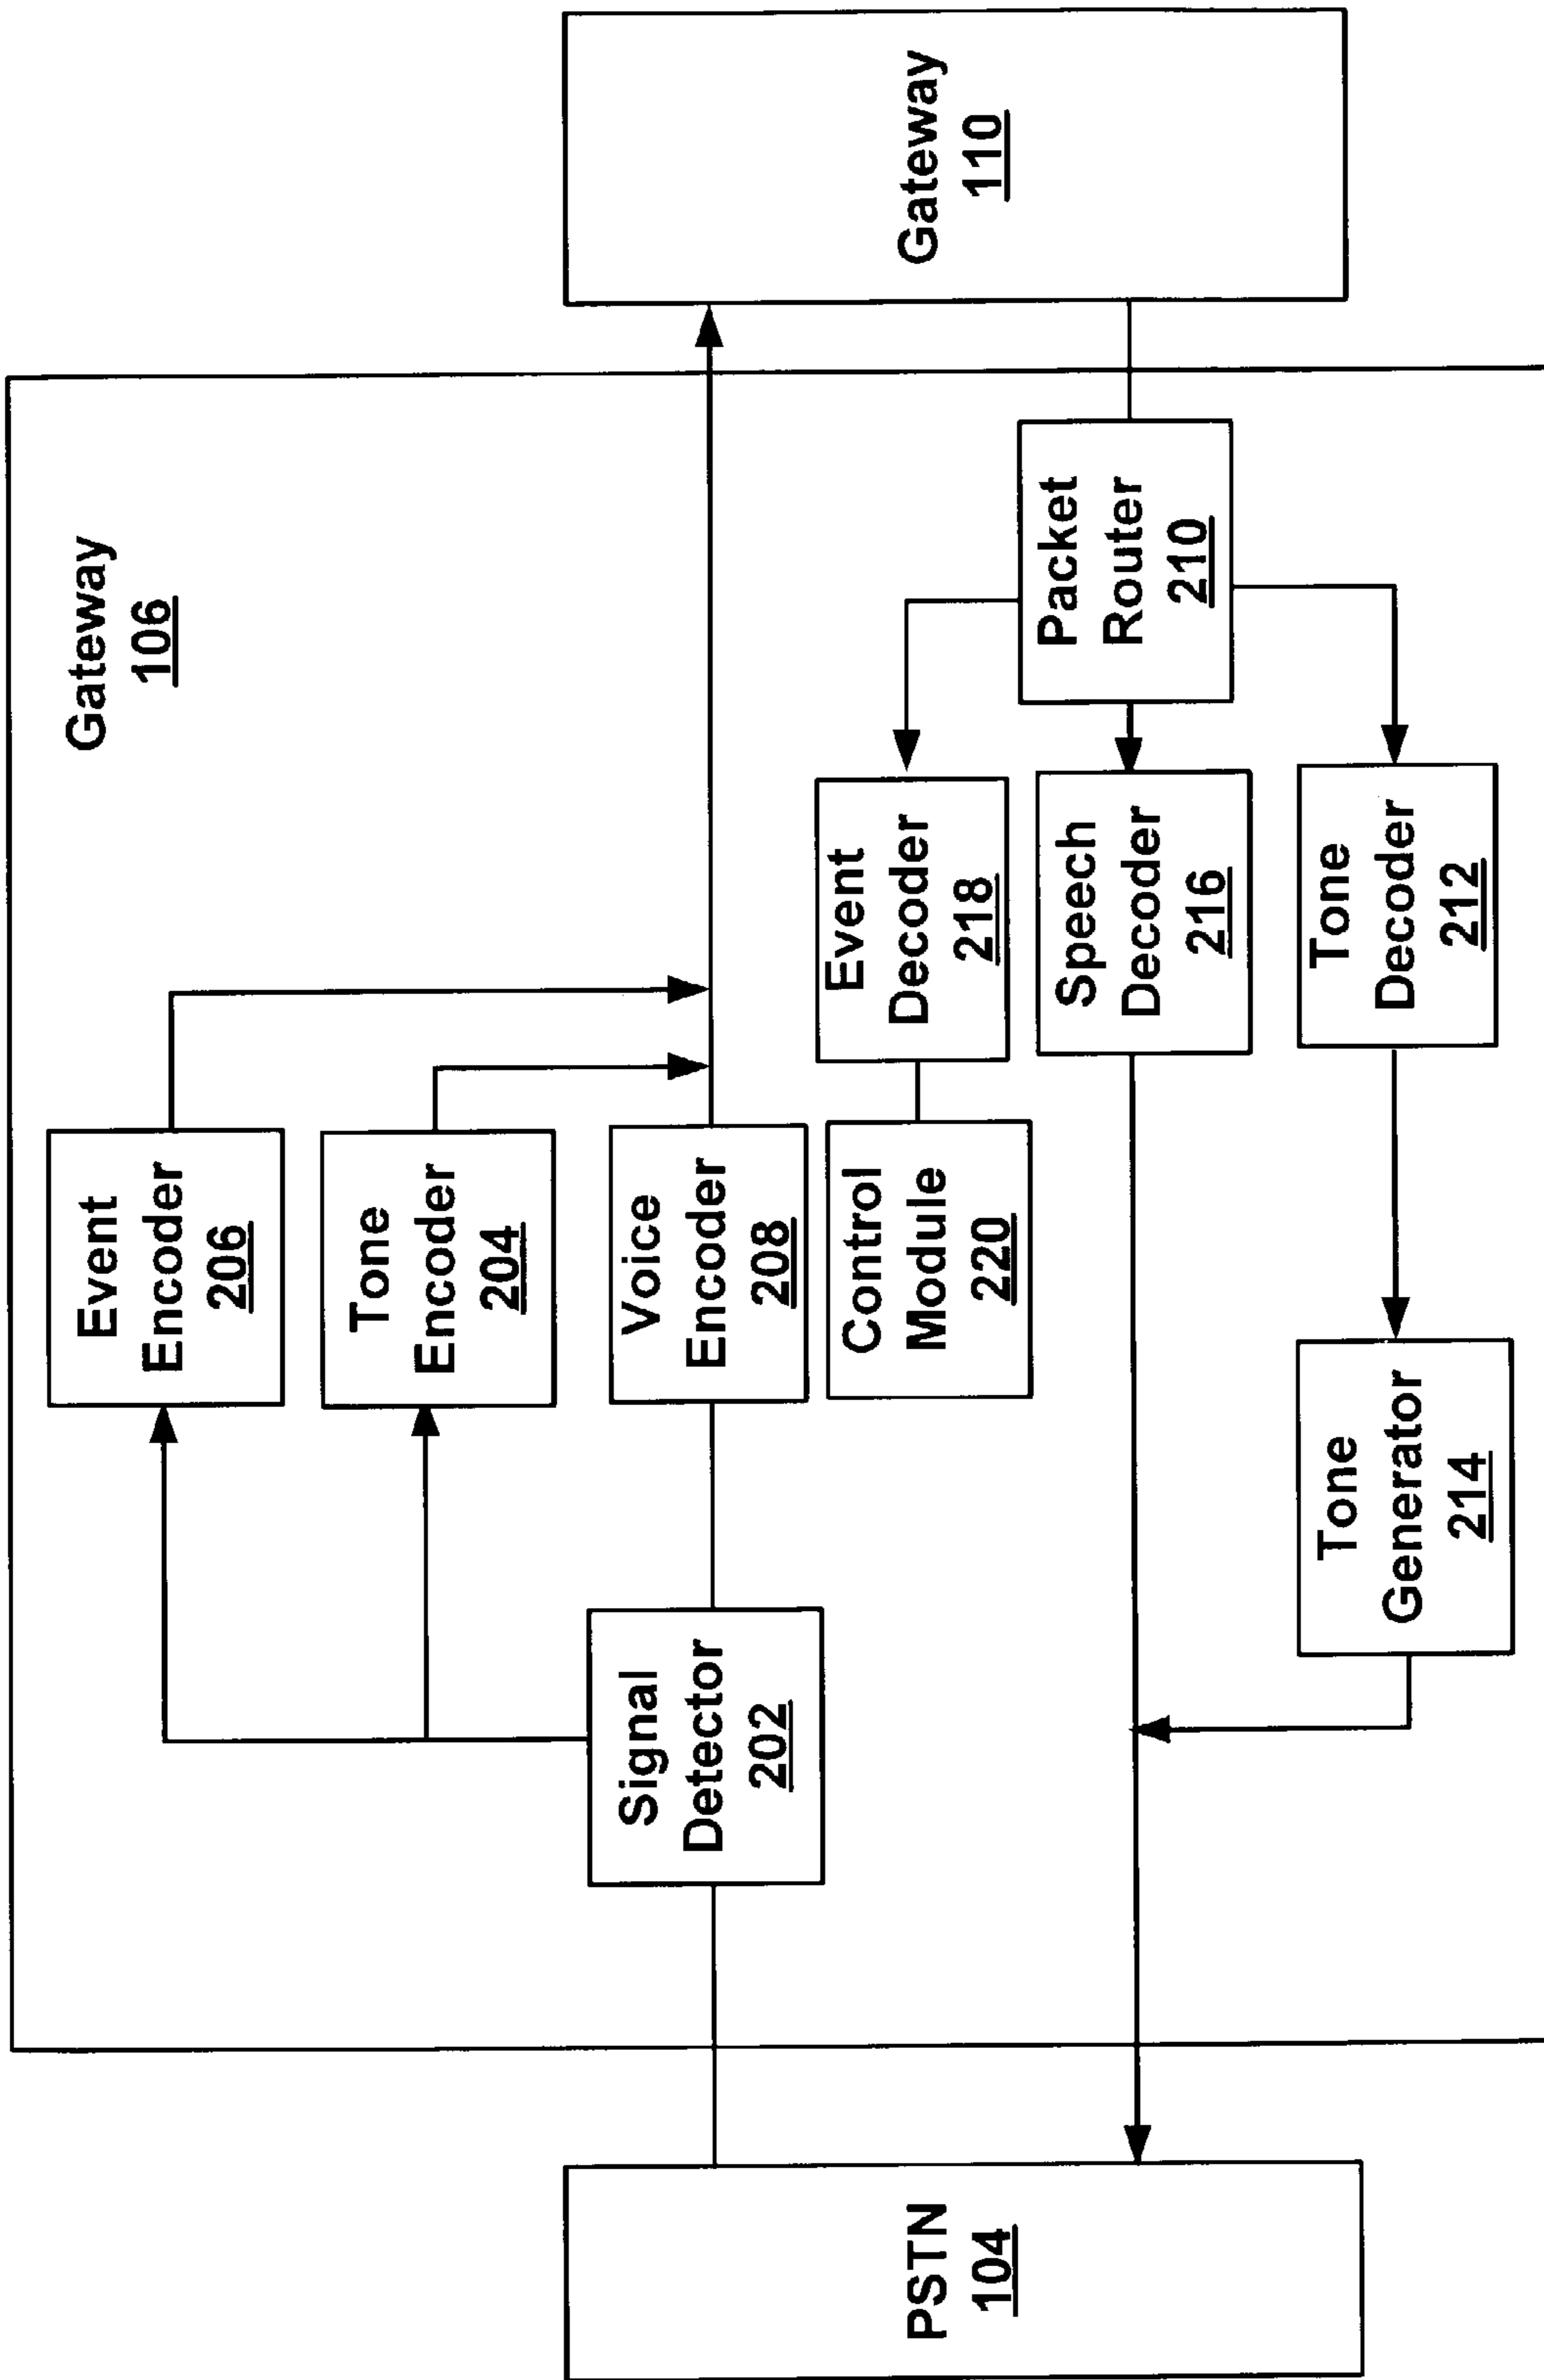 Gateway
106
Event
Encoder
206
Tone
Encoder
204
Signal
Detector
202
Voice
Encoder
208
PSTN
104
Gateway
110
Control
Module
220
Event
Decoder
218
Packet
Router
210
Speech
Decoder
216
Tone
Generator
214
Tone
Decoder
212